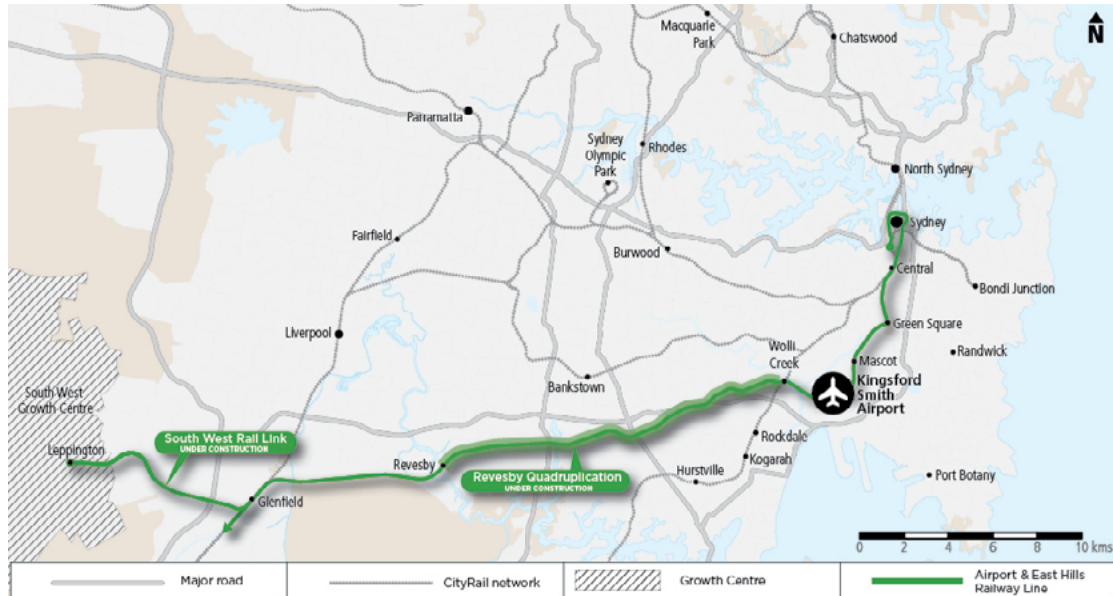 Macquarie
Park
Chatswood
N
Parramatta
Sydney
Olympic
Park
Rhodes
North Sydney
Sydney
Fairfield
Burwood
Central
Bondi Junction
Liverpool
Green Square
Wolli
Creek
Mascot
Randwick
Bankstown
Kingsford
Smith
Airport
South West
Growth Centre
South West Rail Link
UNDER CONSTRUCTION
Leppington
Rockdale
Kogarah
Revesby
Revesby Quadruplication
UNDER CONSTRUCTION
Hurstville
Port Botany
Glenfield
0 2 4 6 8 10 kms
Major road
CityRail network
Growth Centre
Airport & East Hills
Railway Line